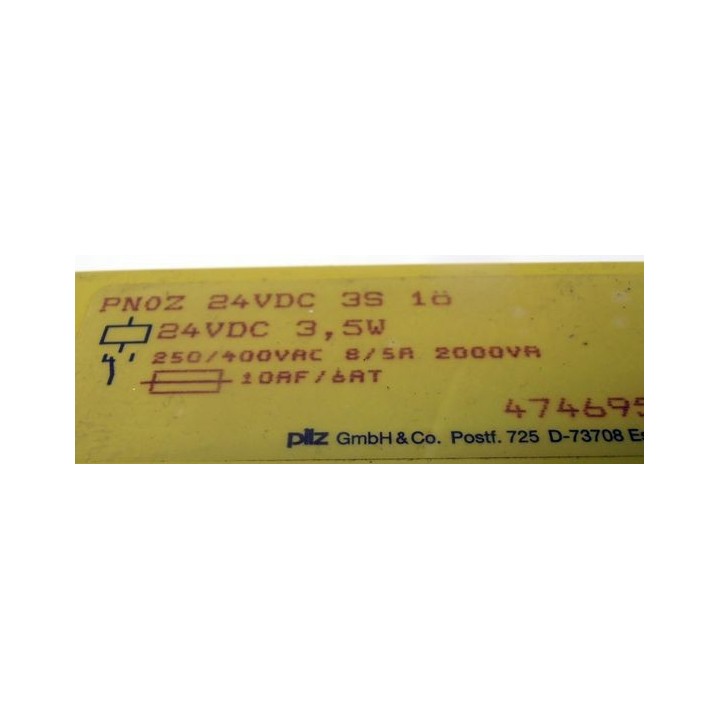 PNOZ 24VDC 3S 1ö
24VDC 3,5W
250/400VAC 8/5A 2000VA
10AF/6AT
474695
pilz GmbH & Co. Postf. 725 D-73708